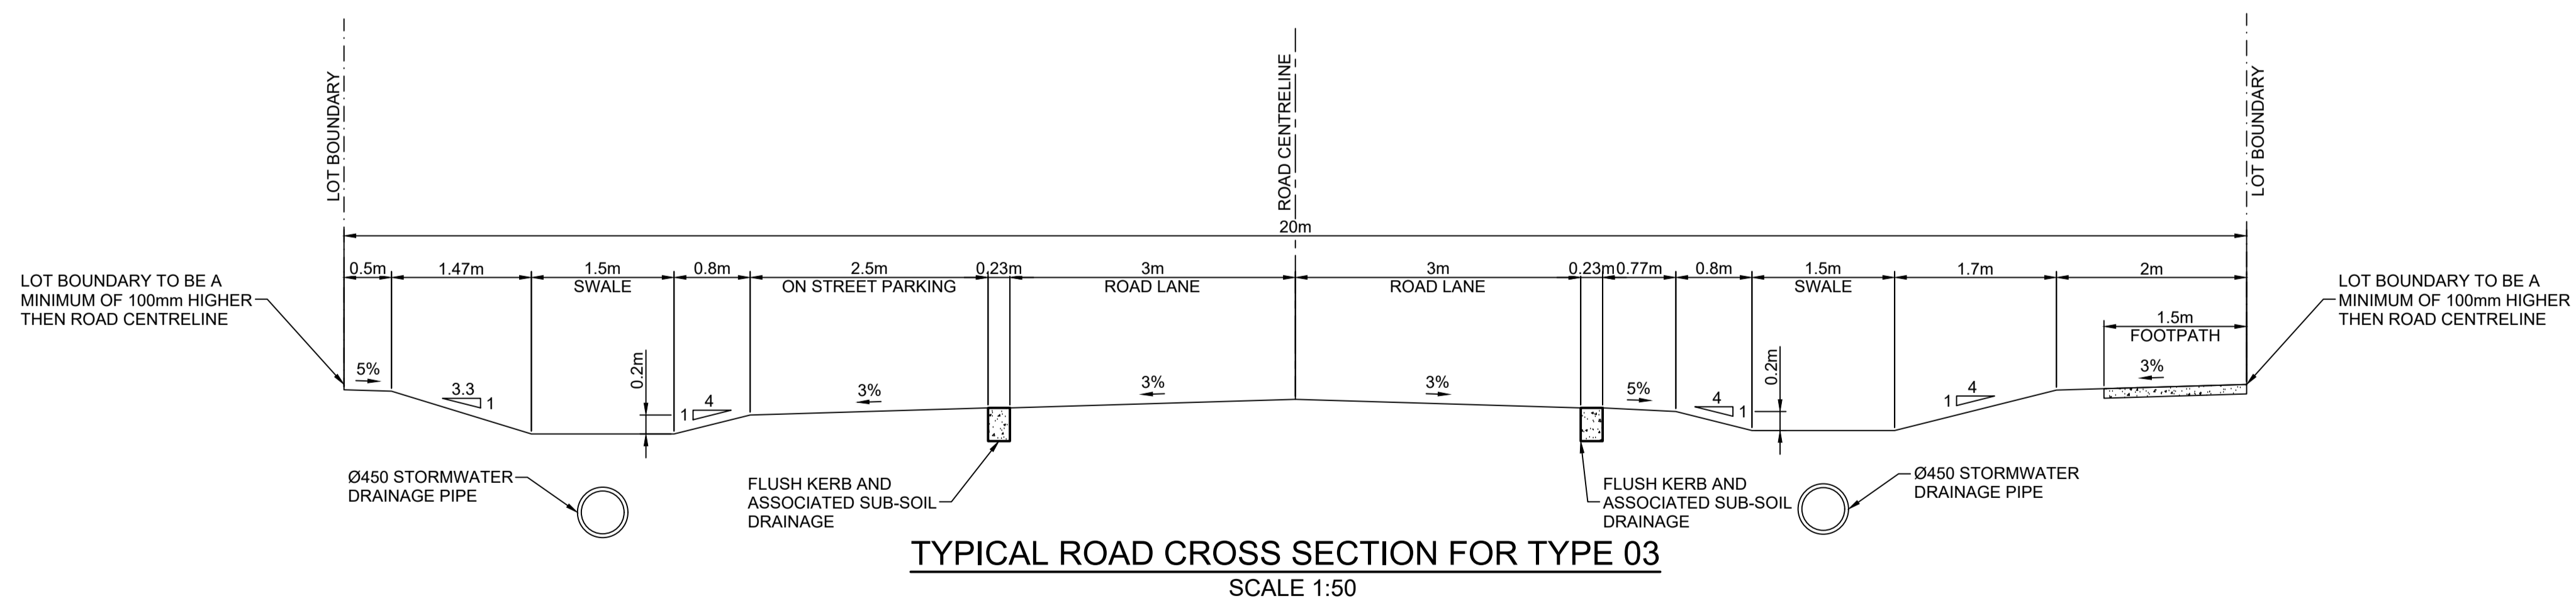 LOT BOUNDARY
ROAD CENTRELINE
LOT BOUNDARY
20m
0.5m
1.47m
1.5m
SWALE
0.8m
2.5m
ON STREET PARKING
0.23m
3m
ROAD LANE
3m
ROAD LANE
0.23m
0.77m
0.8m
1.5m
SWALE
1.7m
2m
1.5m
FOOTPATH
LOT BOUNDARY TO BE A
MINIMUM OF 100mm HIGHER
THEN ROAD CENTRELINE
5%
3.3
1
0.2m
4
1
3%
3%
3%
5%
4
1
0.2m
4
1
3%
LOT BOUNDARY TO BE A
MINIMUM OF 100mm HIGHER
THEN ROAD CENTRELINE
Ø450 STORMWATER
DRAINAGE PIPE
FLUSH KERB AND
ASSOCIATED SUB-SOIL
DRAINAGE
FLUSH KERB AND
ASSOCIATED SUB-SOIL
DRAINAGE
Ø450 STORMWATER
DRAINAGE PIPE
TYPICAL ROAD CROSS SECTION FOR TYPE 03
SCALE 1:50